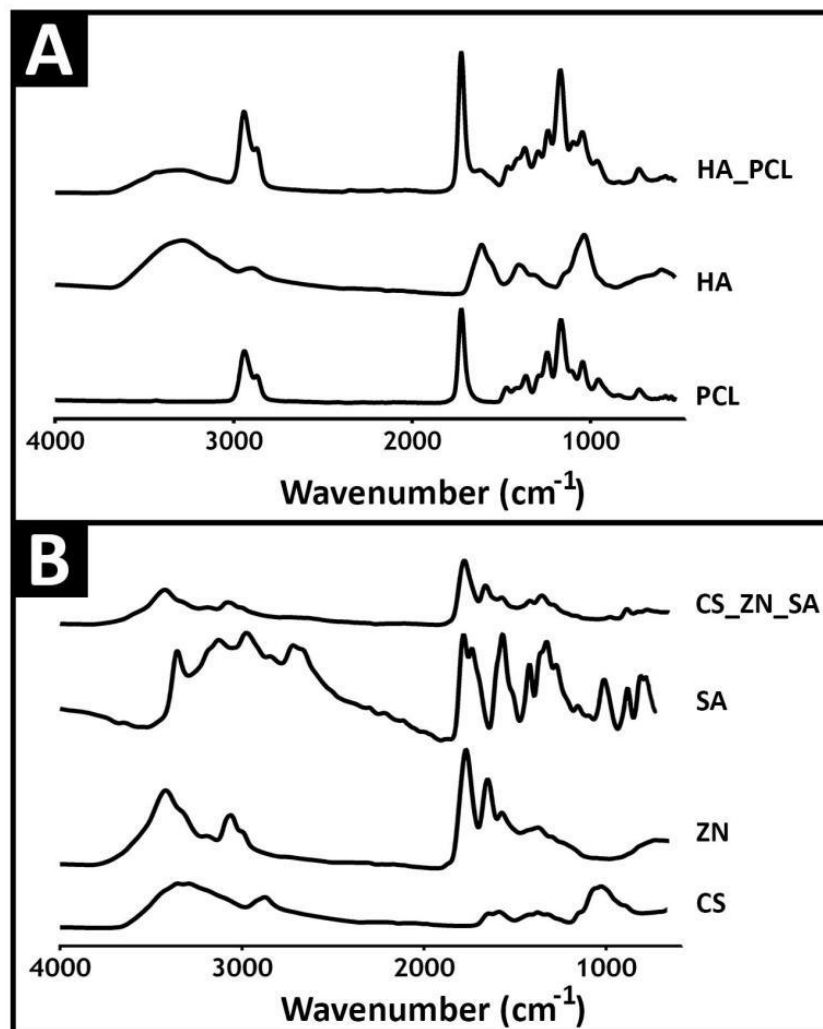 A
HA_PCL
HA
PCL
4000 3000 2000 1000
Wavenumber (cm⁻¹)
B
CS_ZN_SA
SA
ZN
CS
4000 3000 2000 1000
Wavenumber (cm⁻¹)